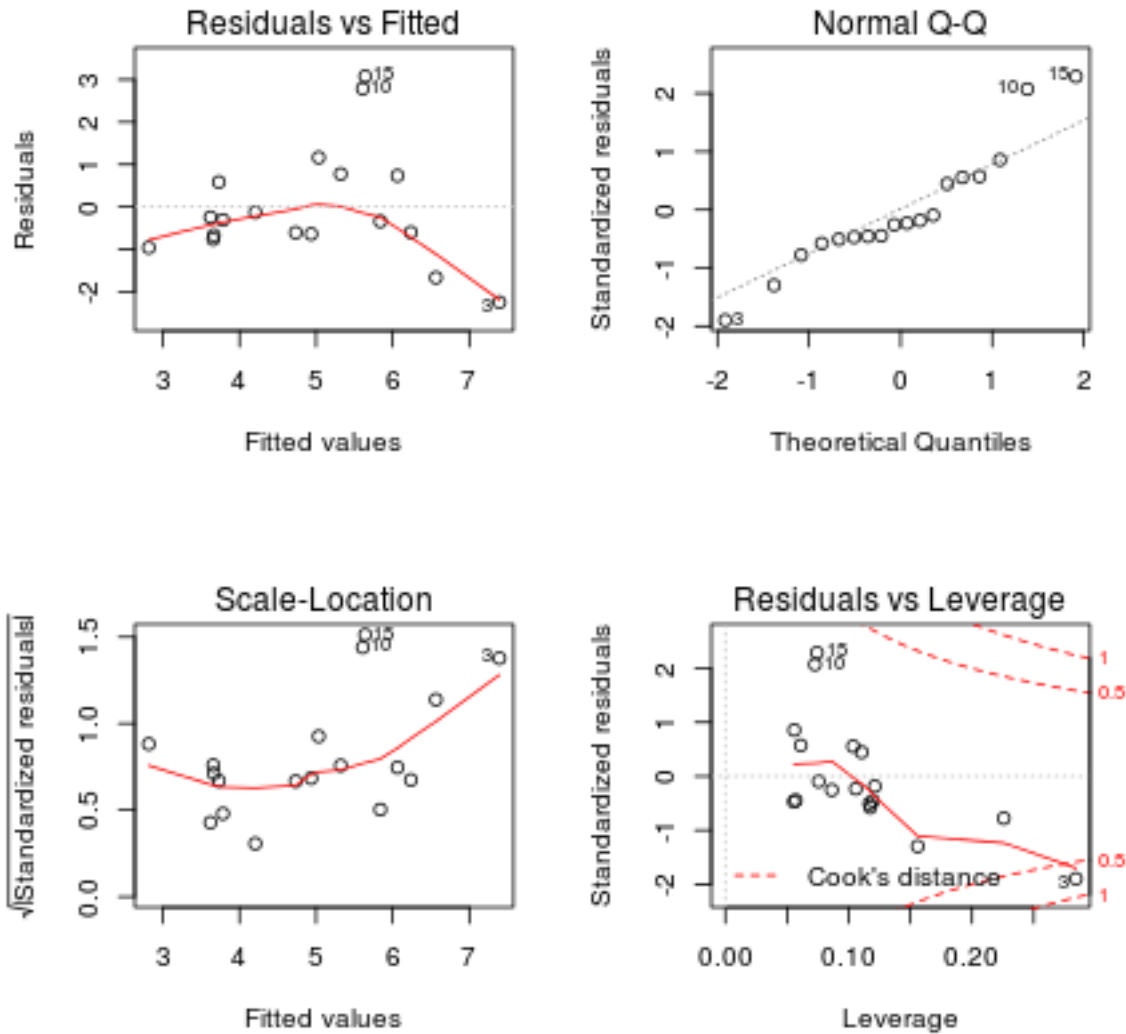 Residuals vs Fitted
Residuals
3
2
1
0
-2
15
10
3
3 4 5 6 7
Fitted values
Normal Q-Q
Standardized residuals
2
1
0
-1
-2
10
15
3
-2 -1 0 1 2
Theoretical Quantiles
Scale-Location
√|Standardized residuals|
1.5
1.0
0.5
0.0
15
10
3
3 4 5 6 7
Fitted values
Residuals vs Leverage
Standardized residuals
2
1
0
-1
-2
15
10
3
Cook's distance
1
0.5
0.5
1
0.00 0.10 0.20
Leverage